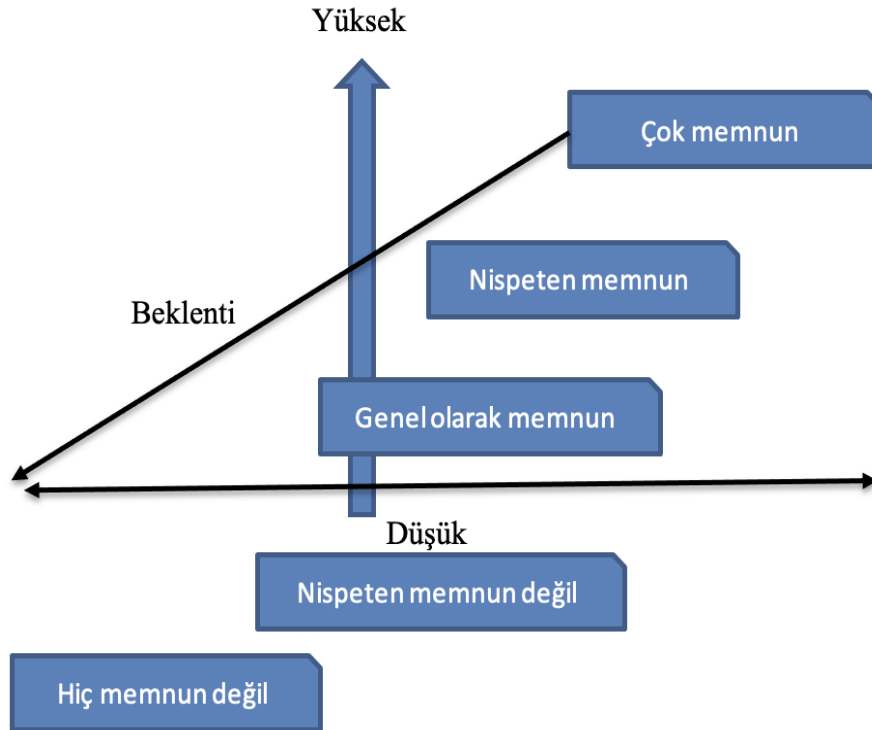 Yüksek
Çok memnun
Nispeten memnun
Beklenti
Genel olarak memnun
Düşük
Nispeten memnun değil
Hiç memnun değil